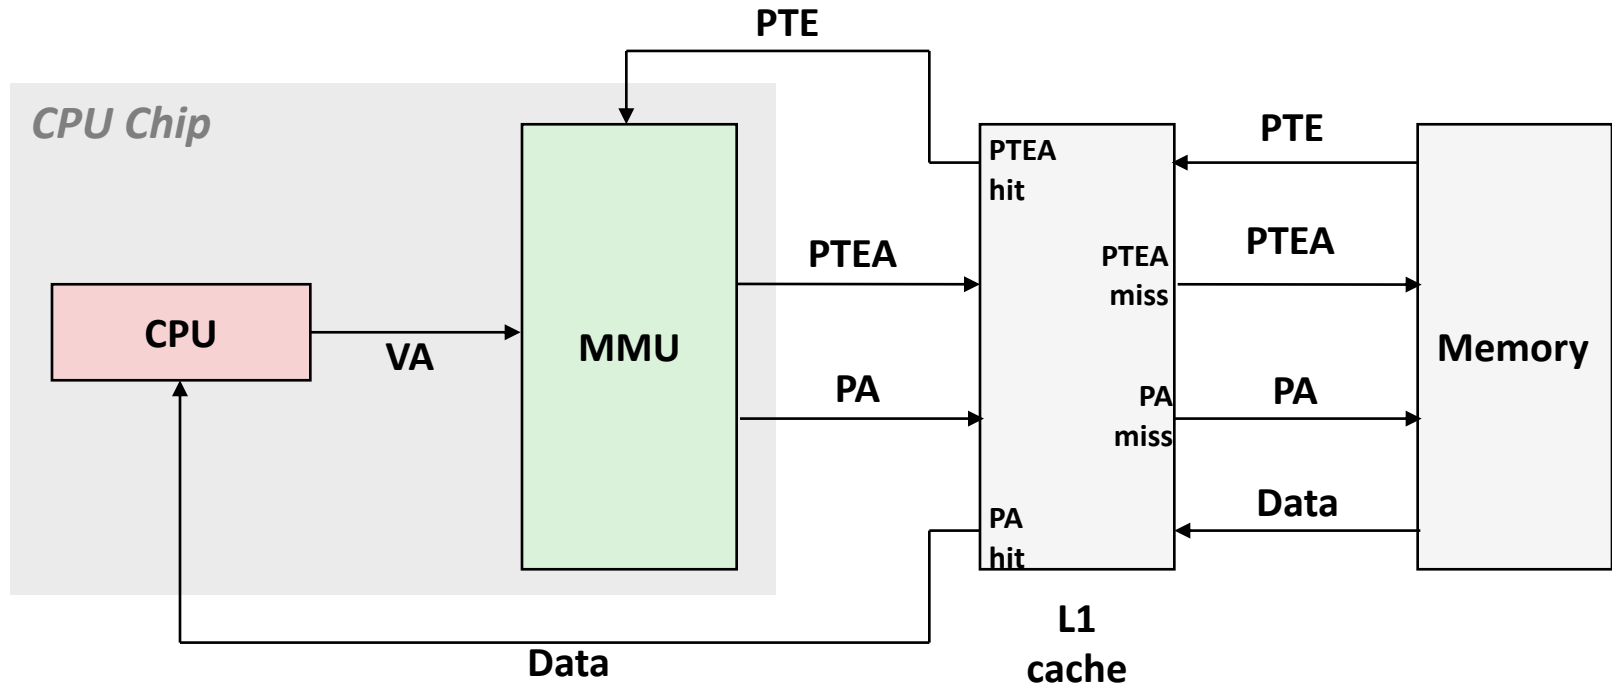 PTE
CPU Chip
PTEA
hit
PTE
PTEA
PTEA
miss
PTEA
CPU
VA
MMU
Memory
PA
PA
miss
PA
PA
hit
Data
Data
L1
cache